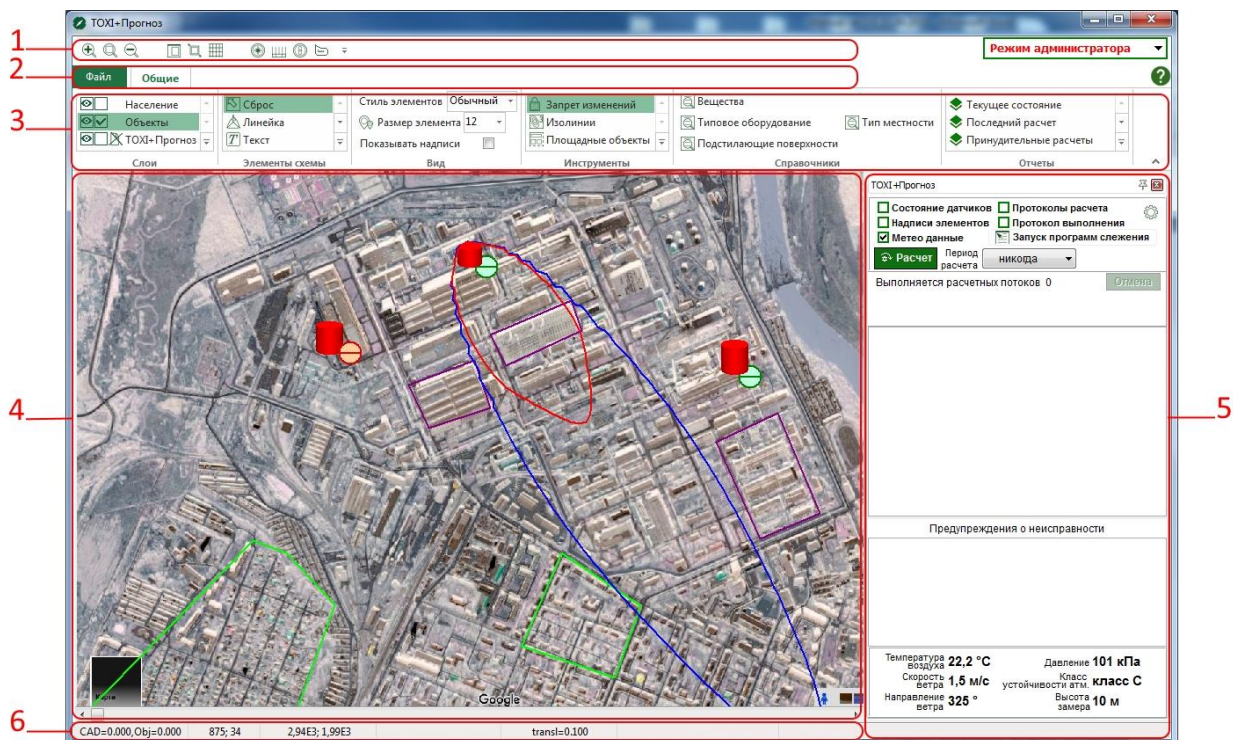 TOXI+Прогноз
1
Режим администратора
2
Файл Общие
3
Население
Объекты
TOXI+Прогноз
Слои
Сброс
Линейка
Текст
Элементы схемы
Стиль элементов Обычный
Размер элемента 12
Показывать надписи
Вид
Запрет изменений
Изолинии
Площадные объекты
Инструменты
Вещества
Типовое оборудование Тип местности
Подстилающие поверхности
Справочники
Текущее состояние
Последний расчет
Принудительные расчеты
Отчеты
4
Карта
Google
5
TOXI+Прогноз
Состояние датчиков Протоколы расчета
Надписи элементов Протокол выполнения
Метео данные Запуск программ слежения
Расчет Период расчета никогда
Выполняется расчетных потоков 0 Отмена
Предупреждения о неисправности
Температура воздуха 22,2 °C Давление 101 кПа
Скорость ветра 1,5 м/с Класс устойчивости атм. класс C
Направление ветра 325 ° Высота замера 10 м
6
CAD=0.000,Obj=0.000 875; 34 2,94E3; 1,99E3 transl=0.100